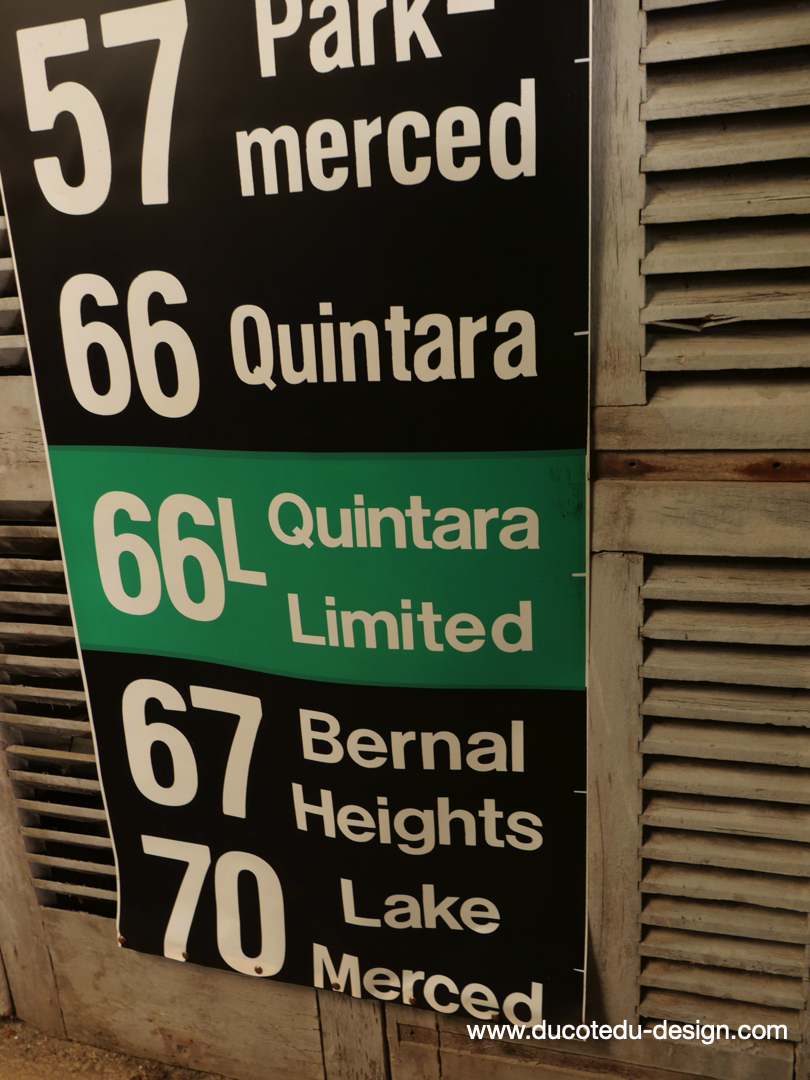 57 Park-
merced
66 Quintara
66L Quintara
Limited
67 Bernal
Heights
70 Lake
Merced
www.ducotedu-design.com